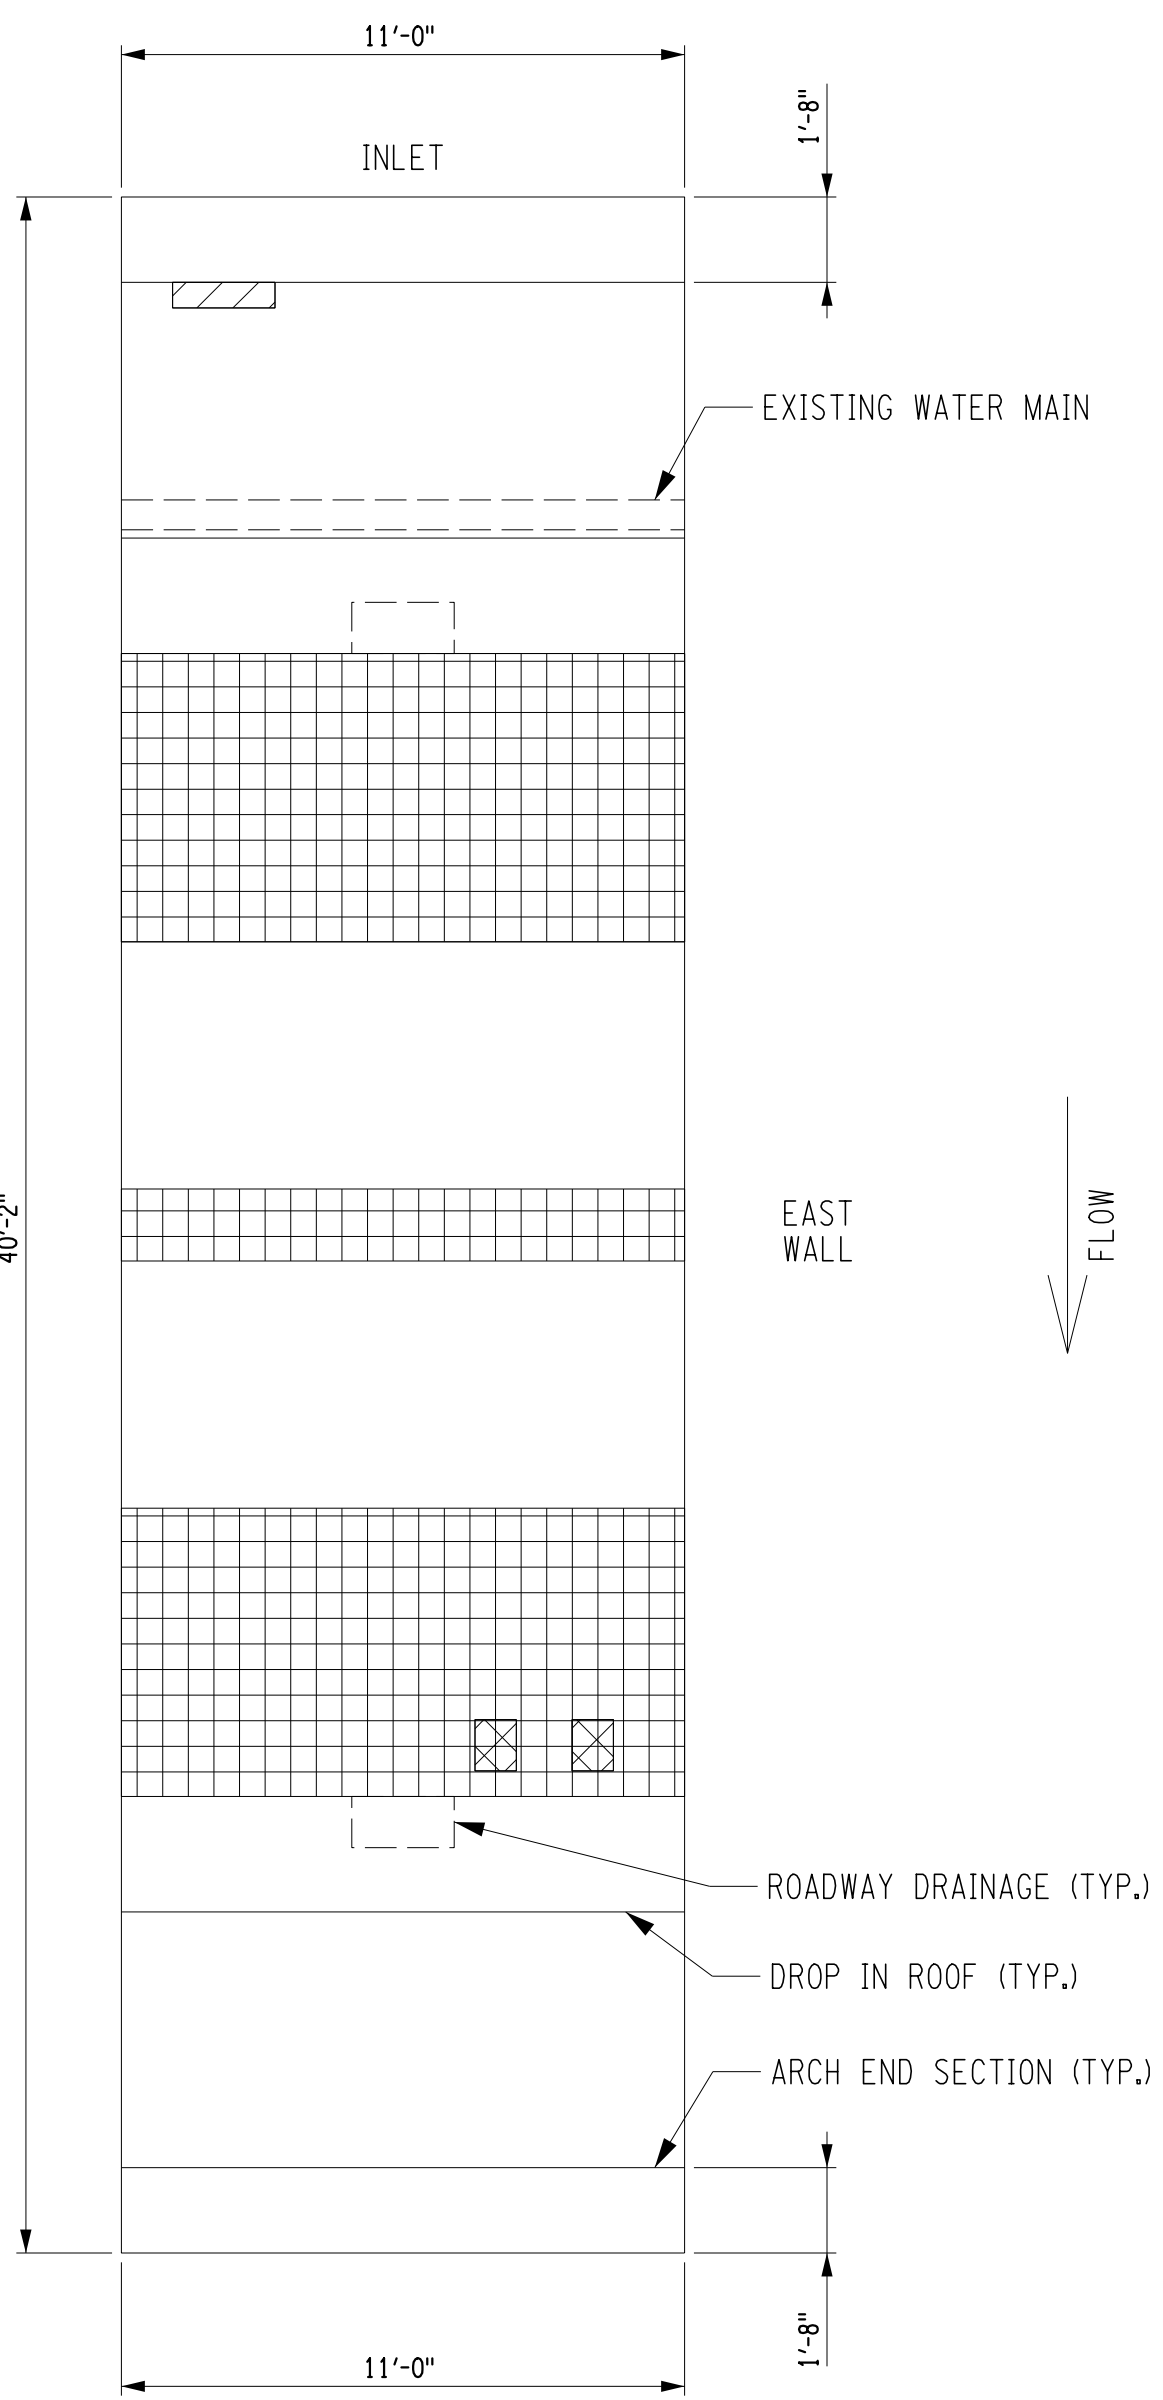 11'-0"
1'-8"
INLET
EXISTING WATER MAIN
40'-2"
EAST
WALL
FLOW
ROADWAY DRAINAGE (TYP.)
DROP IN ROOF (TYP.)
ARCH END SECTION (TYP.)
1'-8"
11'-0"